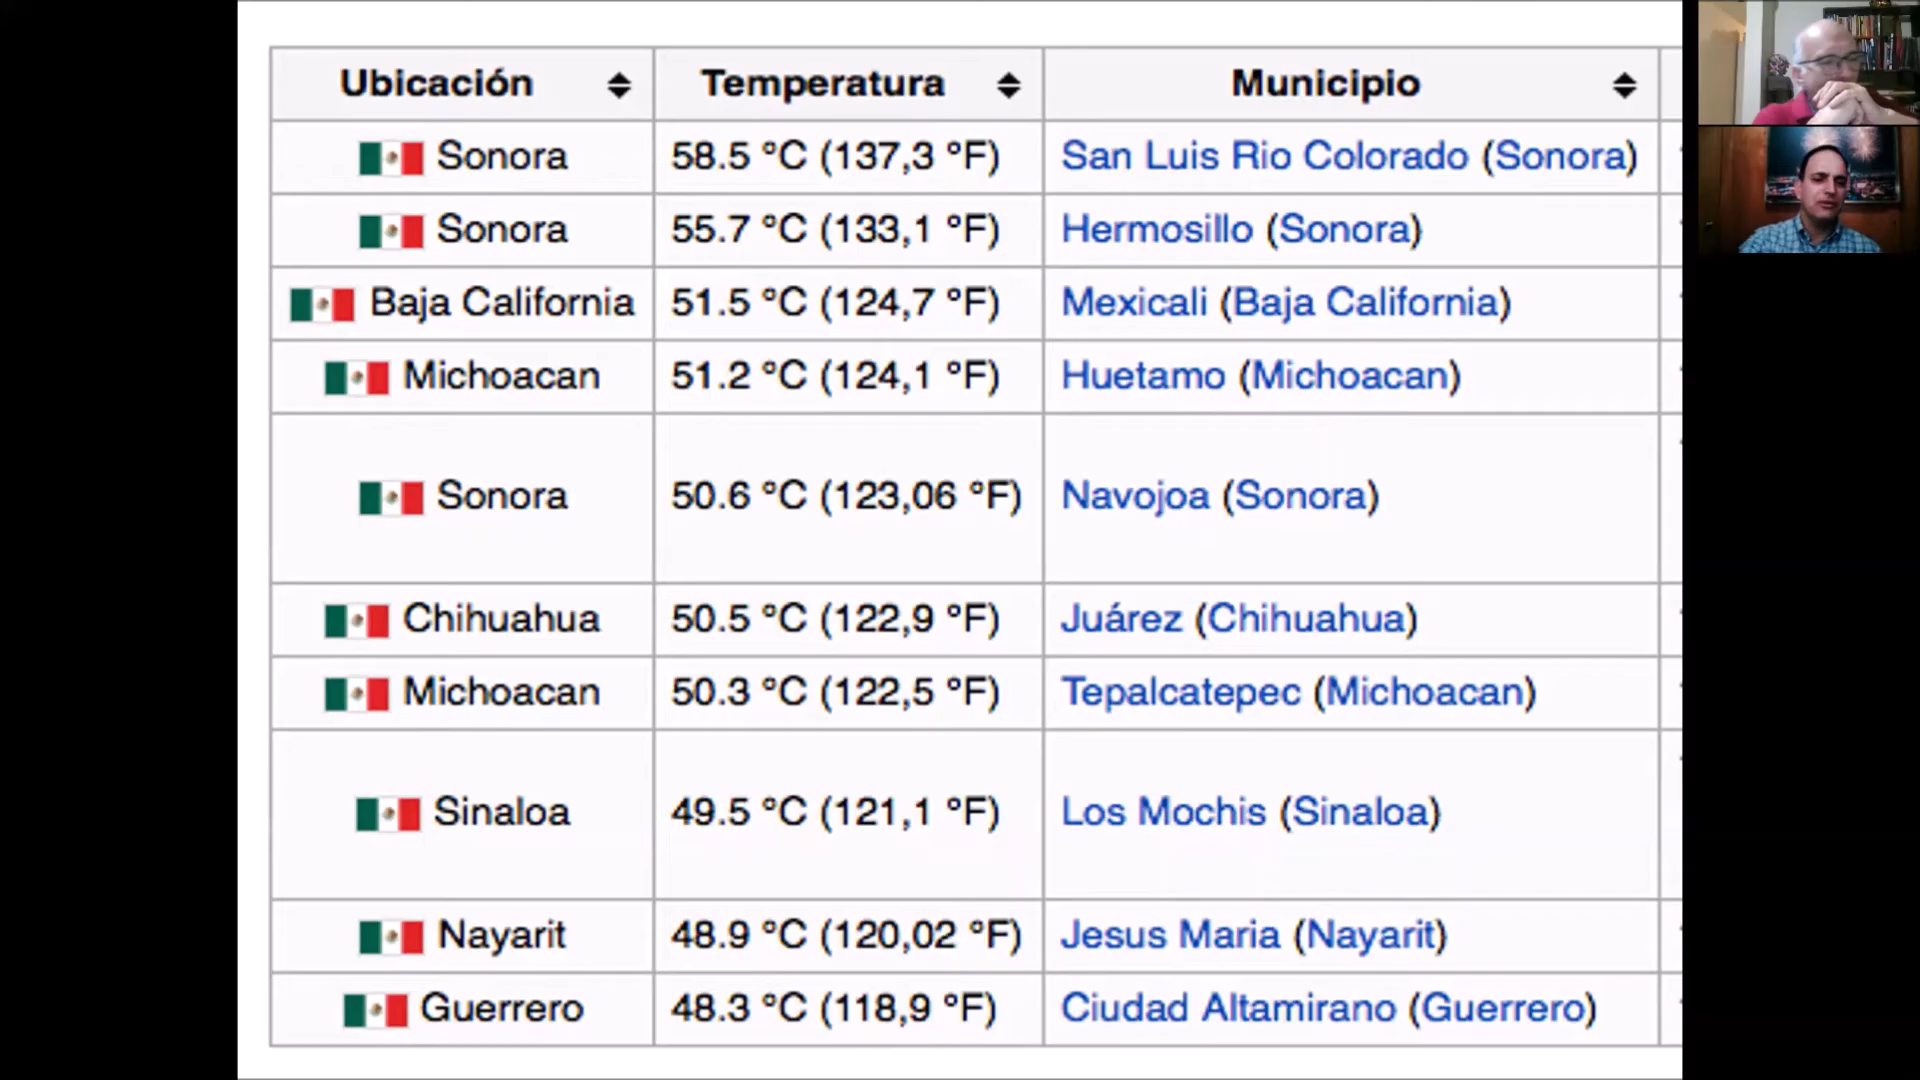 Ubicación Temperatura Municipio
Sonora 58.5 °C (137,3 °F) San Luis Rio Colorado (Sonora)
Sonora 55.7 °C (133,1 °F) Hermosillo (Sonora)
Baja California 51.5 °C (124,7 °F) Mexicali (Baja California)
Michoacan 51.2 °C (124,1 °F) Huetamo (Michoacan)
Sonora 50.6 °C (123,06 °F) Navojoa (Sonora)
Chihuahua 50.5 °C (122,9 °F) Juárez (Chihuahua)
Michoacan 50.3 °C (122,5 °F) Tepalcatepec (Michoacan)
Sinaloa 49.5 °C (121,1 °F) Los Mochis (Sinaloa)
Nayarit 48.9 °C (120,02 °F) Jesus Maria (Nayarit)
Guerrero 48.3 °C (118,9 °F) Ciudad Altamirano (Guerrero)